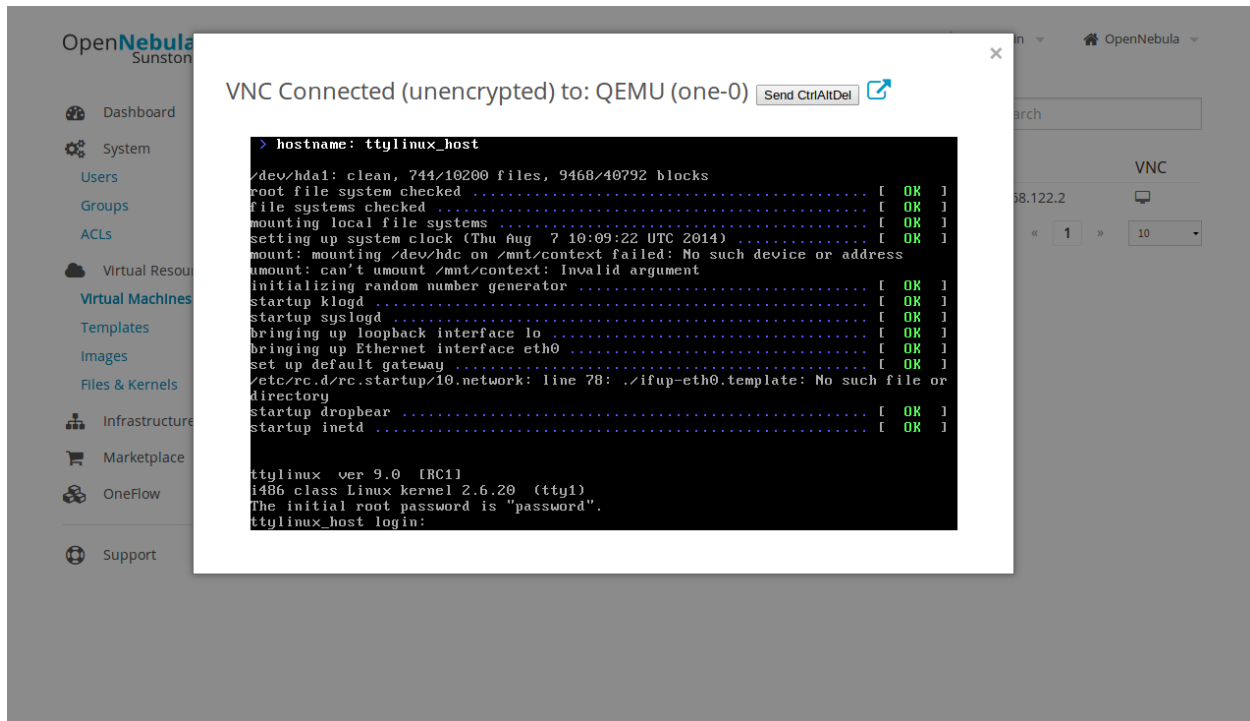 OpenNebula
Sunston
in
OpenNebula
×
VNC Connected (unencrypted) to: QEMU (one-0) Send CtrlAltDel
Dashboard
System
Users
Groups
ACLs
Virtual Resou
Virtual Machines
Templates
Images
Files & Kernels
Infrastructure
Marketplace
OneFlow
Support
> hostname: ttylinux_host
/dev/hda1: clean, 744/10200 files, 9468/40792 blocks
root file system checked ................................................ [ OK ]
file systems checked .................................................... [ OK ]
mounting local file systems ............................................. [ OK ]
setting up system clock (Thu Aug  7 10:09:22 UTC 2014) ............... [ OK ]
mount: mounting /dev/hdc on /mnt/context failed: No such device or address
umount: can't umount /mnt/context: Invalid argument
initializing random number generator .................................... [ OK ]
startup klogd ........................................................... [ OK ]
startup syslogd ......................................................... [ OK ]
bringing up loopback interface lo ....................................... [ OK ]
bringing up Ethernet interface eth0 ..................................... [ OK ]
set up default gateway .................................................. [ OK ]
/etc/rc.d/rc.startup/10.network: line 78: ./ifup-eth0.template: No such file or
directory
startup dropbear ........................................................ [ OK ]
startup inetd ........................................................... [ OK ]
ttylinux  ver 9.0  [RC1]
i486 class Linux kernel 2.6.20  (tty1)
The initial root password is "password".
ttylinux_host login:
arch
VNC
58.122.2
« 1 » 10